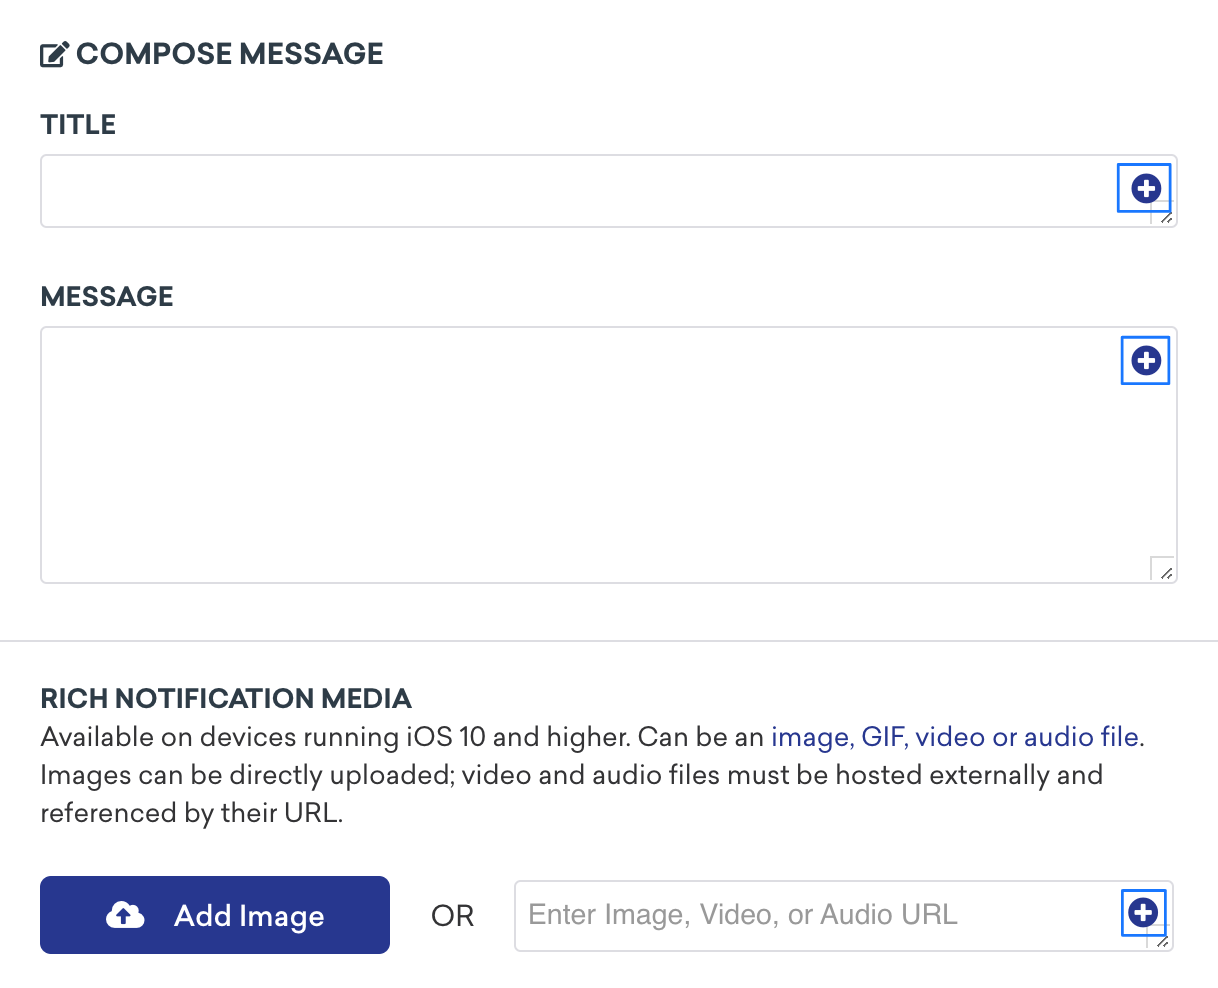 COMPOSE MESSAGE
TITLE
MESSAGE
RICH NOTIFICATION MEDIA
Available on devices running iOS 10 and higher. Can be an image, GIF, video or audio file.
Images can be directly uploaded; video and audio files must be hosted externally and
referenced by their URL.
Add Image OR Enter Image, Video, or Audio URL